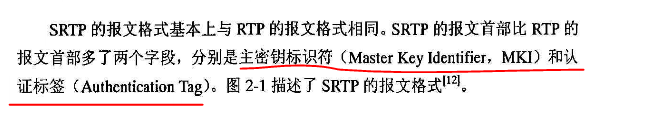 SRTP 的报文格式基本上与 RTP 的报文格式相同。SRTP 的报文首部比 RTP 的
报文首部多了两个字段，分别是主密钥标识符（Master Key Identifier，MKI）和认
证标签（Authentication Tag）。图 2-1 描述了 SRTP 的报文格式[12]。